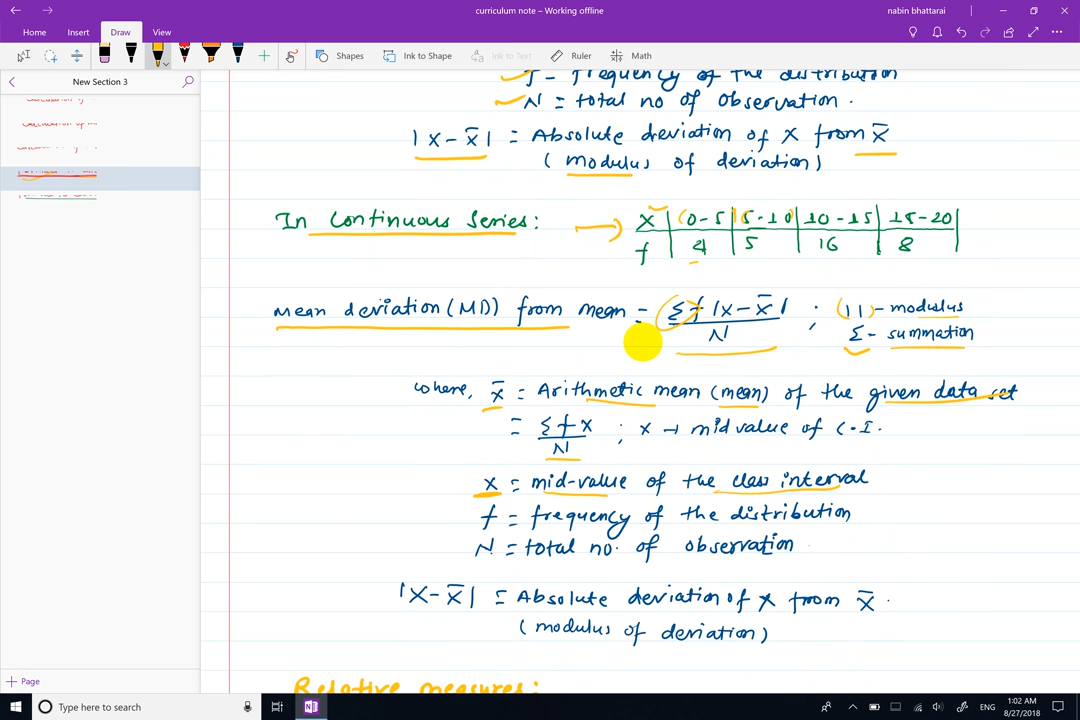 curriculum note – Working offline
nabin bhattarai
Home Insert Draw View
Shapes Ink to Shape Ink to Text Ruler Math
New Section 3
f = frequency of the distribution
N = total no of observation.
|x - x̄| = Absolute deviation of x from x̄
( modulus of deviation)
In Continuous Series:
x | 0-5 | 5-10 | 10-15 | 15-20
f | 4 | 5 | 16 | 8
Mean deviation (MD) from mean = Σf|x-x̄| / N ; | | - modulus
Σ - summation
where, x̄ = Arithmetic mean (mean) of the given data set
= Σfx / N ; x → midvalue of C.I.
x = mid-value of the class interval
f = frequency of the distribution
N = total no. of observation
|x-x̄| = Absolute deviation of x from x̄.
( modulus of deviation)
Relative measures:
Page
Type here to search
ENG
1:02 AM
8/27/2018